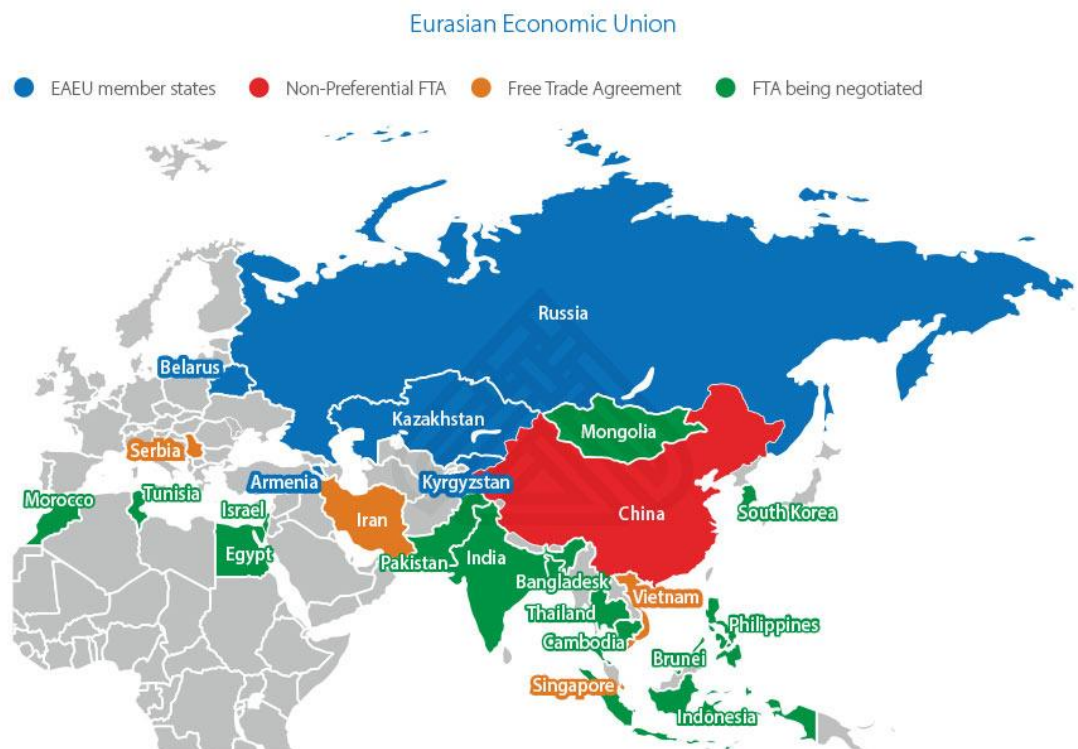 Eurasian Economic Union
EAEU member states
Non-Preferential FTA
Free Trade Agreement
FTA being negotiated
Russia
Belarus
Kazakhstan
Mongolia
Serbia
Armenia
Kyrgyzstan
Morocco
Tunisia
Israel
Iran
China
South Korea
Egypt
Pakistan
India
Bangladesk
Vietnam
Thailand
Philippines
Cambodia
Brunei
Singapore
Indonesia